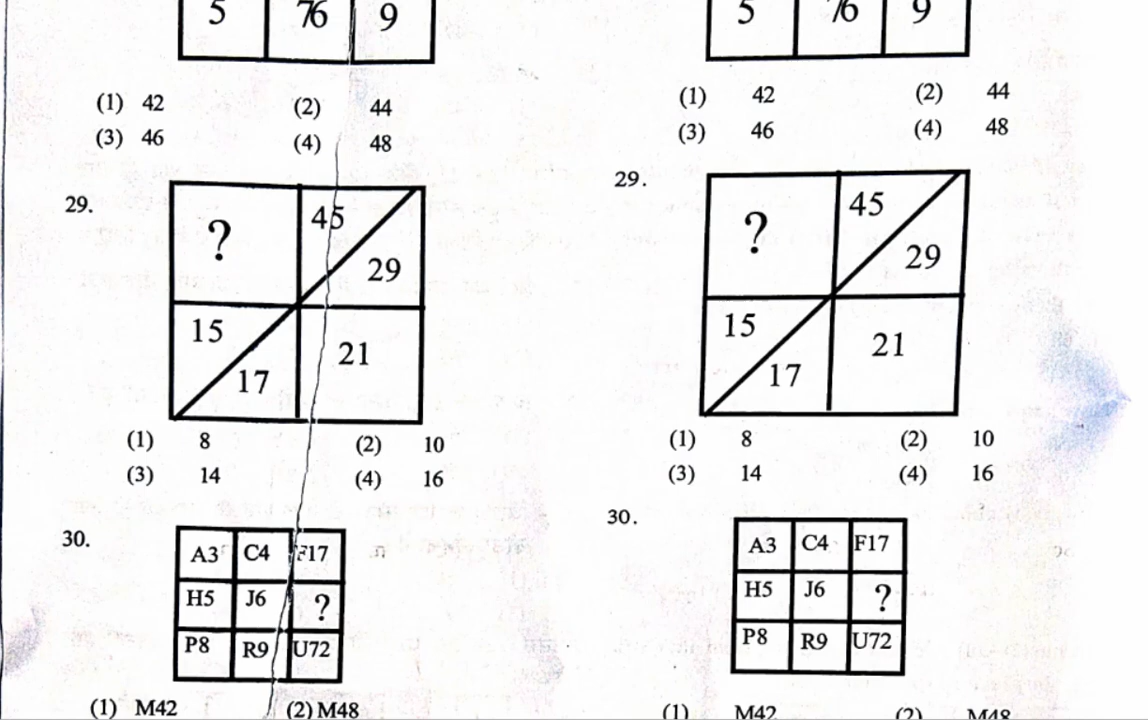 5 76 9
(1) 42 (2) 44
(3) 46 (4) 48
29.
? 45
29
15 21
17
(1) 8 (2) 10
(3) 14 (4) 16
30.
A3 C4 F17
H5 J6 ?
P8 R9 U72
(1) M42 (2) M48
5 76 9
(1) 42 (2) 44
(3) 46 (4) 48
29.
? 45
29
15 21
17
(1) 8 (2) 10
(3) 14 (4) 16
30.
A3 C4 F17
H5 J6 ?
P8 R9 U72
(1) M42 (2) M48